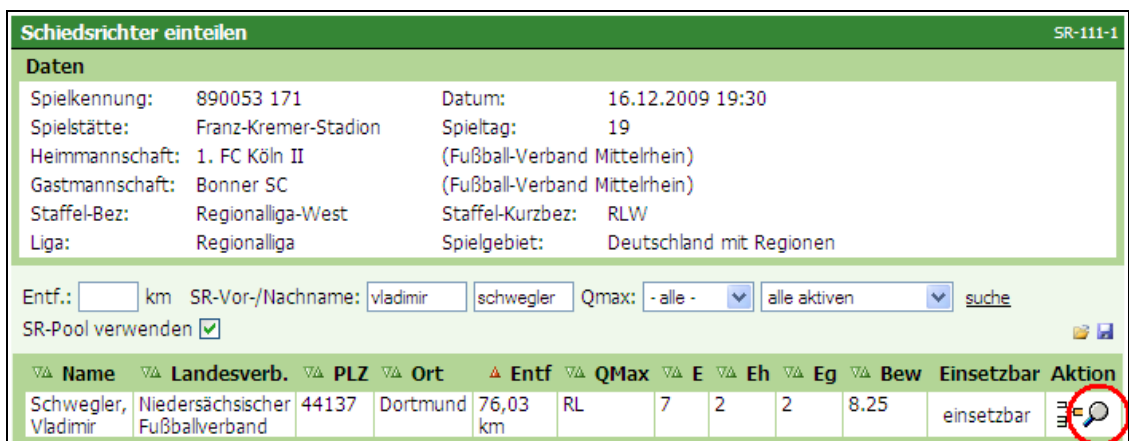 Schiedsrichter einteilen SR-111-1
Daten
Spielkennung: 890053 171 Datum: 16.12.2009 19:30
Spielstätte: Franz-Kremer-Stadion Spieltag: 19
Heimmannschaft: 1. FC Köln II (Fußball-Verband Mittelrhein)
Gastmannschaft: Bonner SC (Fußball-Verband Mittelrhein)
Staffel-Bez: Regionalliga-West Staffel-Kurzbez: RLW
Liga: Regionalliga Spielgebiet: Deutschland mit Regionen
Entf.: km SR-Vor-/Nachname: vladimir schwegler Qmax: - alle - alle aktiven suche
SR-Pool verwenden
Name Landesverb. PLZ Ort Entf QMax E Eh Eg Bew Einsetzbar Aktion
Schwegler, Niedersächsischer 44137 Dortmund 76,03 RL 7 2 2 8.25 einsetzbar
Vladimir Fußballverband km